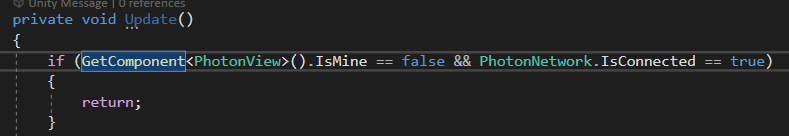 Unity Message | 0 references
private void Update()
{
if (GetComponent<PhotonView>().IsMine == false && PhotonNetwork.IsConnected == true)
{
return;
}